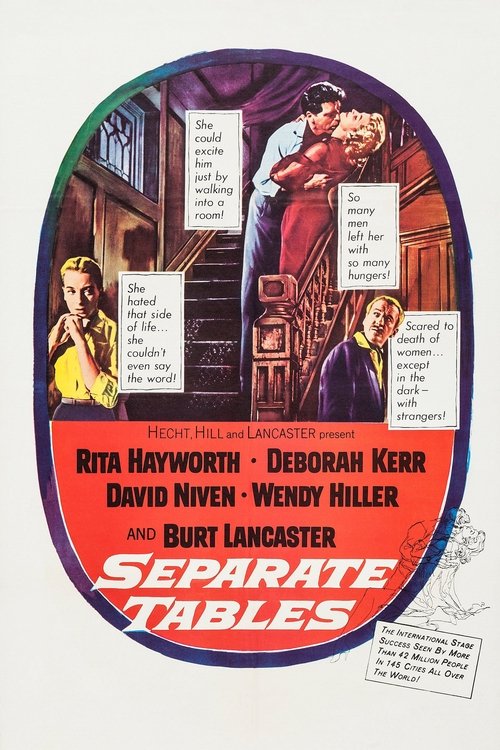 She
could
excite
him
just by
walking
into a
room!
So
many
men
left her
with
so many
hungers!
She
hated
that side
of life...
she
couldn't
even say
the word!
Scared to
death of
women...
except
in the
dark—
with
strangers!
HECHT, HILL and LANCASTER present
RITA HAYWORTH · DEBORAH KERR
DAVID NIVEN · WENDY HILLER
AND BURT LANCASTER
SEPARATE
TABLES
THE INTERNATIONAL STAGE
SUCCESS SEEN BY MORE
THAN 42 MILLION PEOPLE
IN 145 CITIES ALL OVER
THE WORLD!